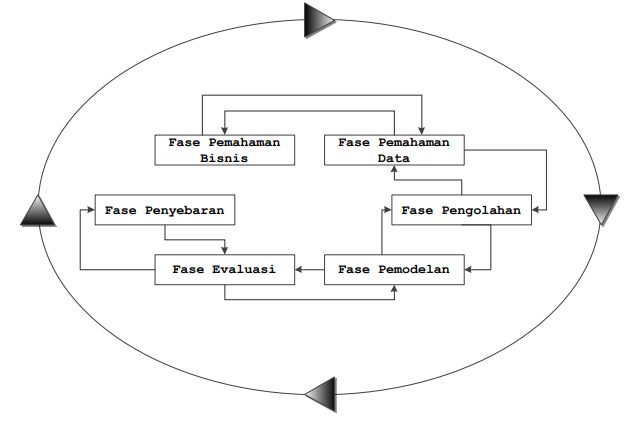 Fase Pemahaman
Bisnis
Fase Pemahaman
Data
Fase Penyebaran
Fase Pengolahan
Fase Evaluasi
Fase Pemodelan